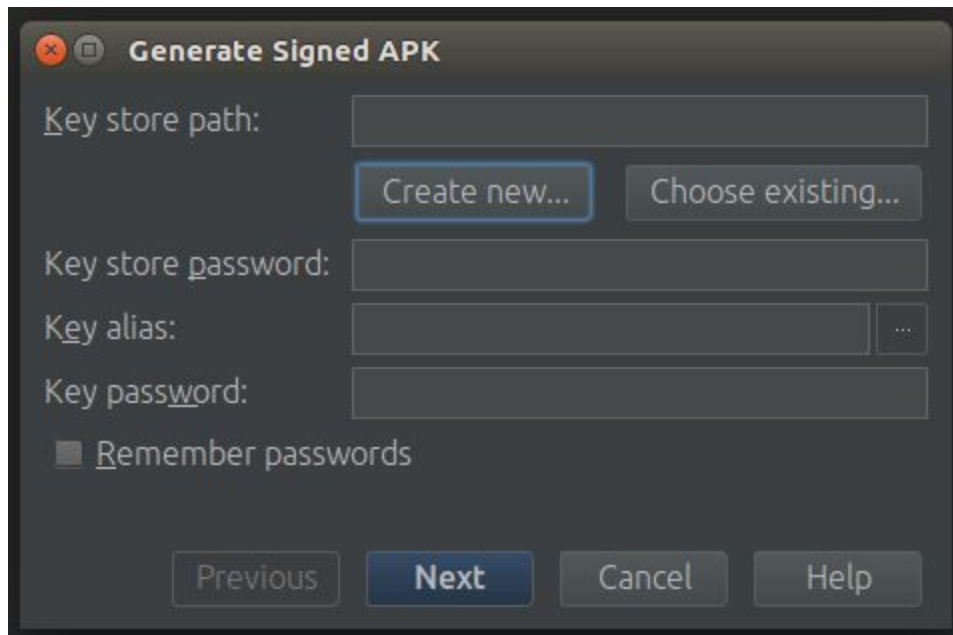 Generate Signed APK
Key store path:
Create new... Choose existing...
Key store password:
Key alias: ...
Key password:
Remember passwords
Previous Next Cancel Help